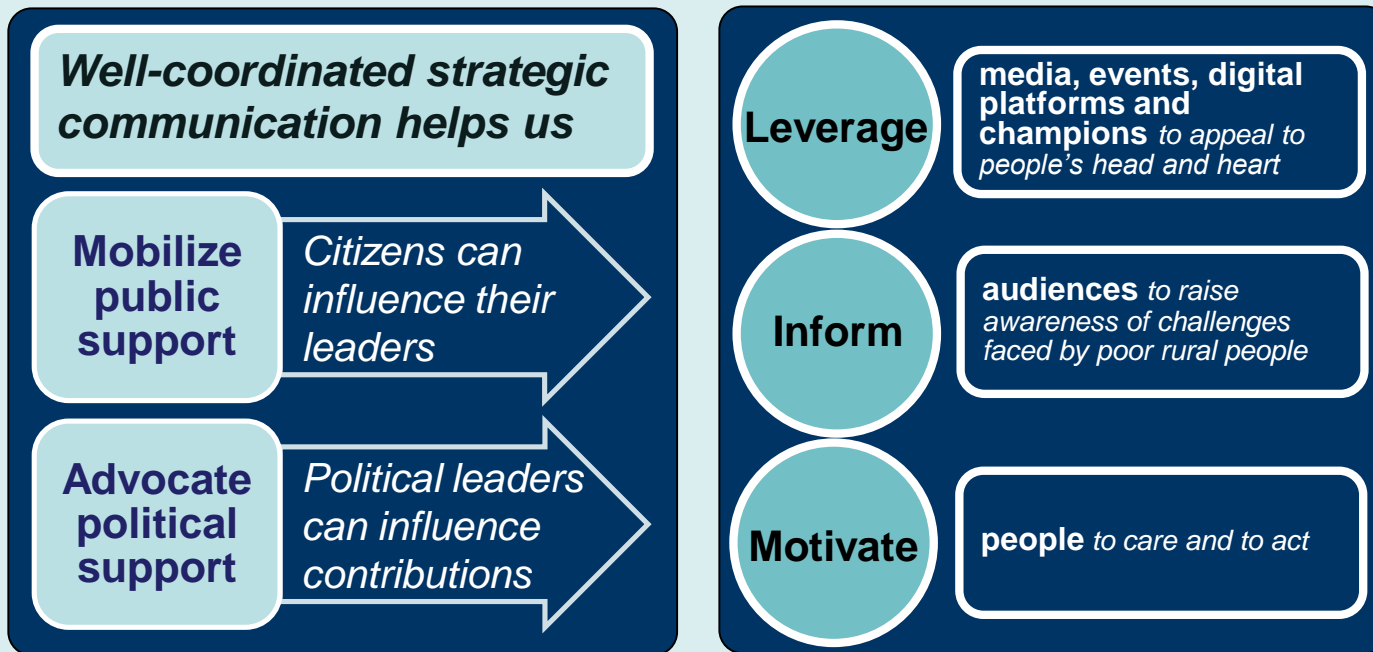 Well-coordinated strategic
communication helps us
Mobilize
public
support
Citizens can
influence their
leaders
Advocate
political
support
Political leaders
can influence
contributions
Leverage
media, events, digital
platforms and
champions to appeal to
people's head and heart
Inform
audiences to raise
awareness of challenges
faced by poor rural people
Motivate
people to care and to act